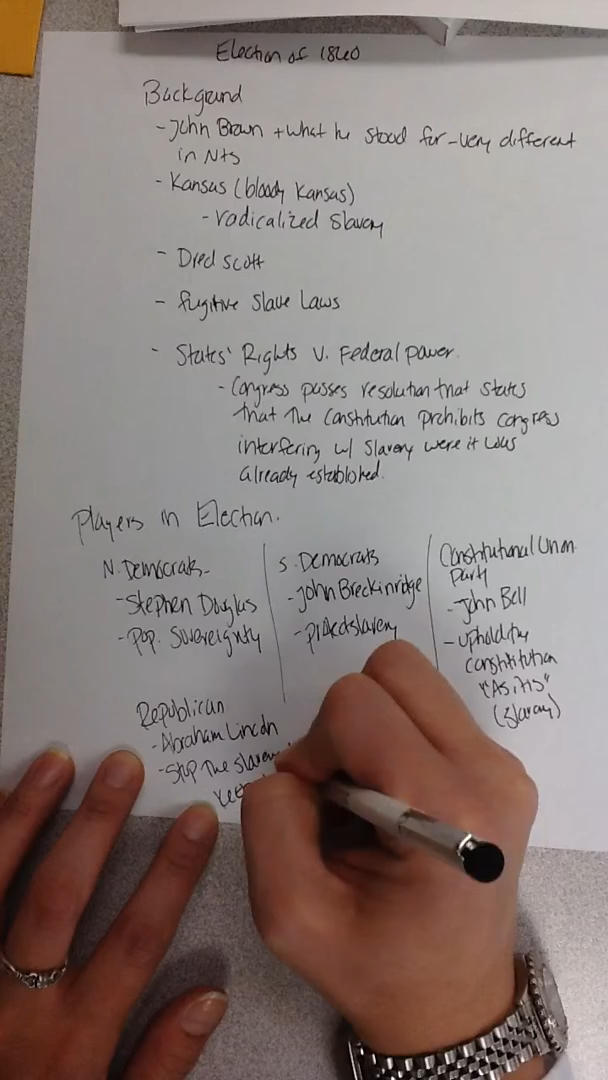 Election of 1860
Background
- John Brown + what he stood for - very different
in N+S
- Kansas (bloody Kansas)
- radicalized slavery
- Dred Scott
- fugitive Slave Laws
- States' Rights v. Federal power.
- Congress passes resolution that states
that the Constitution prohibits congress
interfering w/ slavery were it was
already established.
Players in Election.
N. Democrats-
- Stephen Douglas
- Pop. Sovereignty
S. Democrats
- John Breckinridge
- protect slavery
Constitutional Union
Party
- John Bell
- uphold the
constitution
"As it is"
(Slavery)
Republican
- Abraham Lincoln
- Stop the slavery